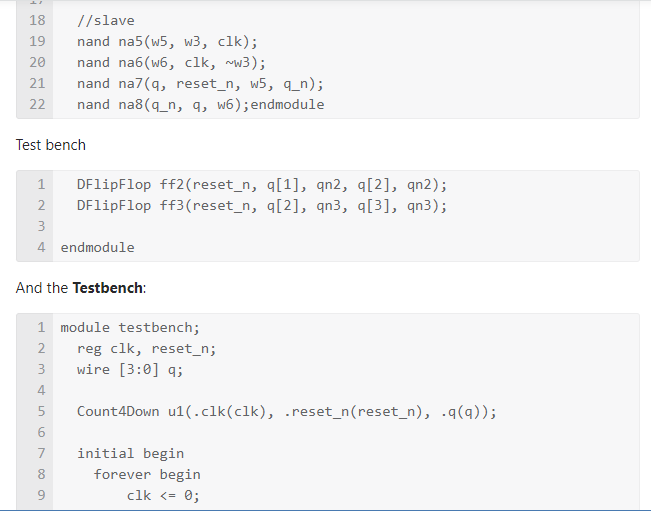 18 //slave
19 nand na5(w5, w3, clk);
20 nand na6(w6, clk, ~w3);
21 nand na7(q, reset_n, w5, q_n);
22 nand na8(q_n, q, w6);endmodule
Test bench
1 DFlipFlop ff2(reset_n, q[1], qn2, q[2], qn2);
2 DFlipFlop ff3(reset_n, q[2], qn3, q[3], qn3);
3
4 endmodule
And the Testbench:
1 module testbench;
2 reg clk, reset_n;
3 wire [3:0] q;
4
5 Count4Down u1(.clk(clk), .reset_n(reset_n), .q(q));
6
7 initial begin
8 forever begin
9 clk <= 0;